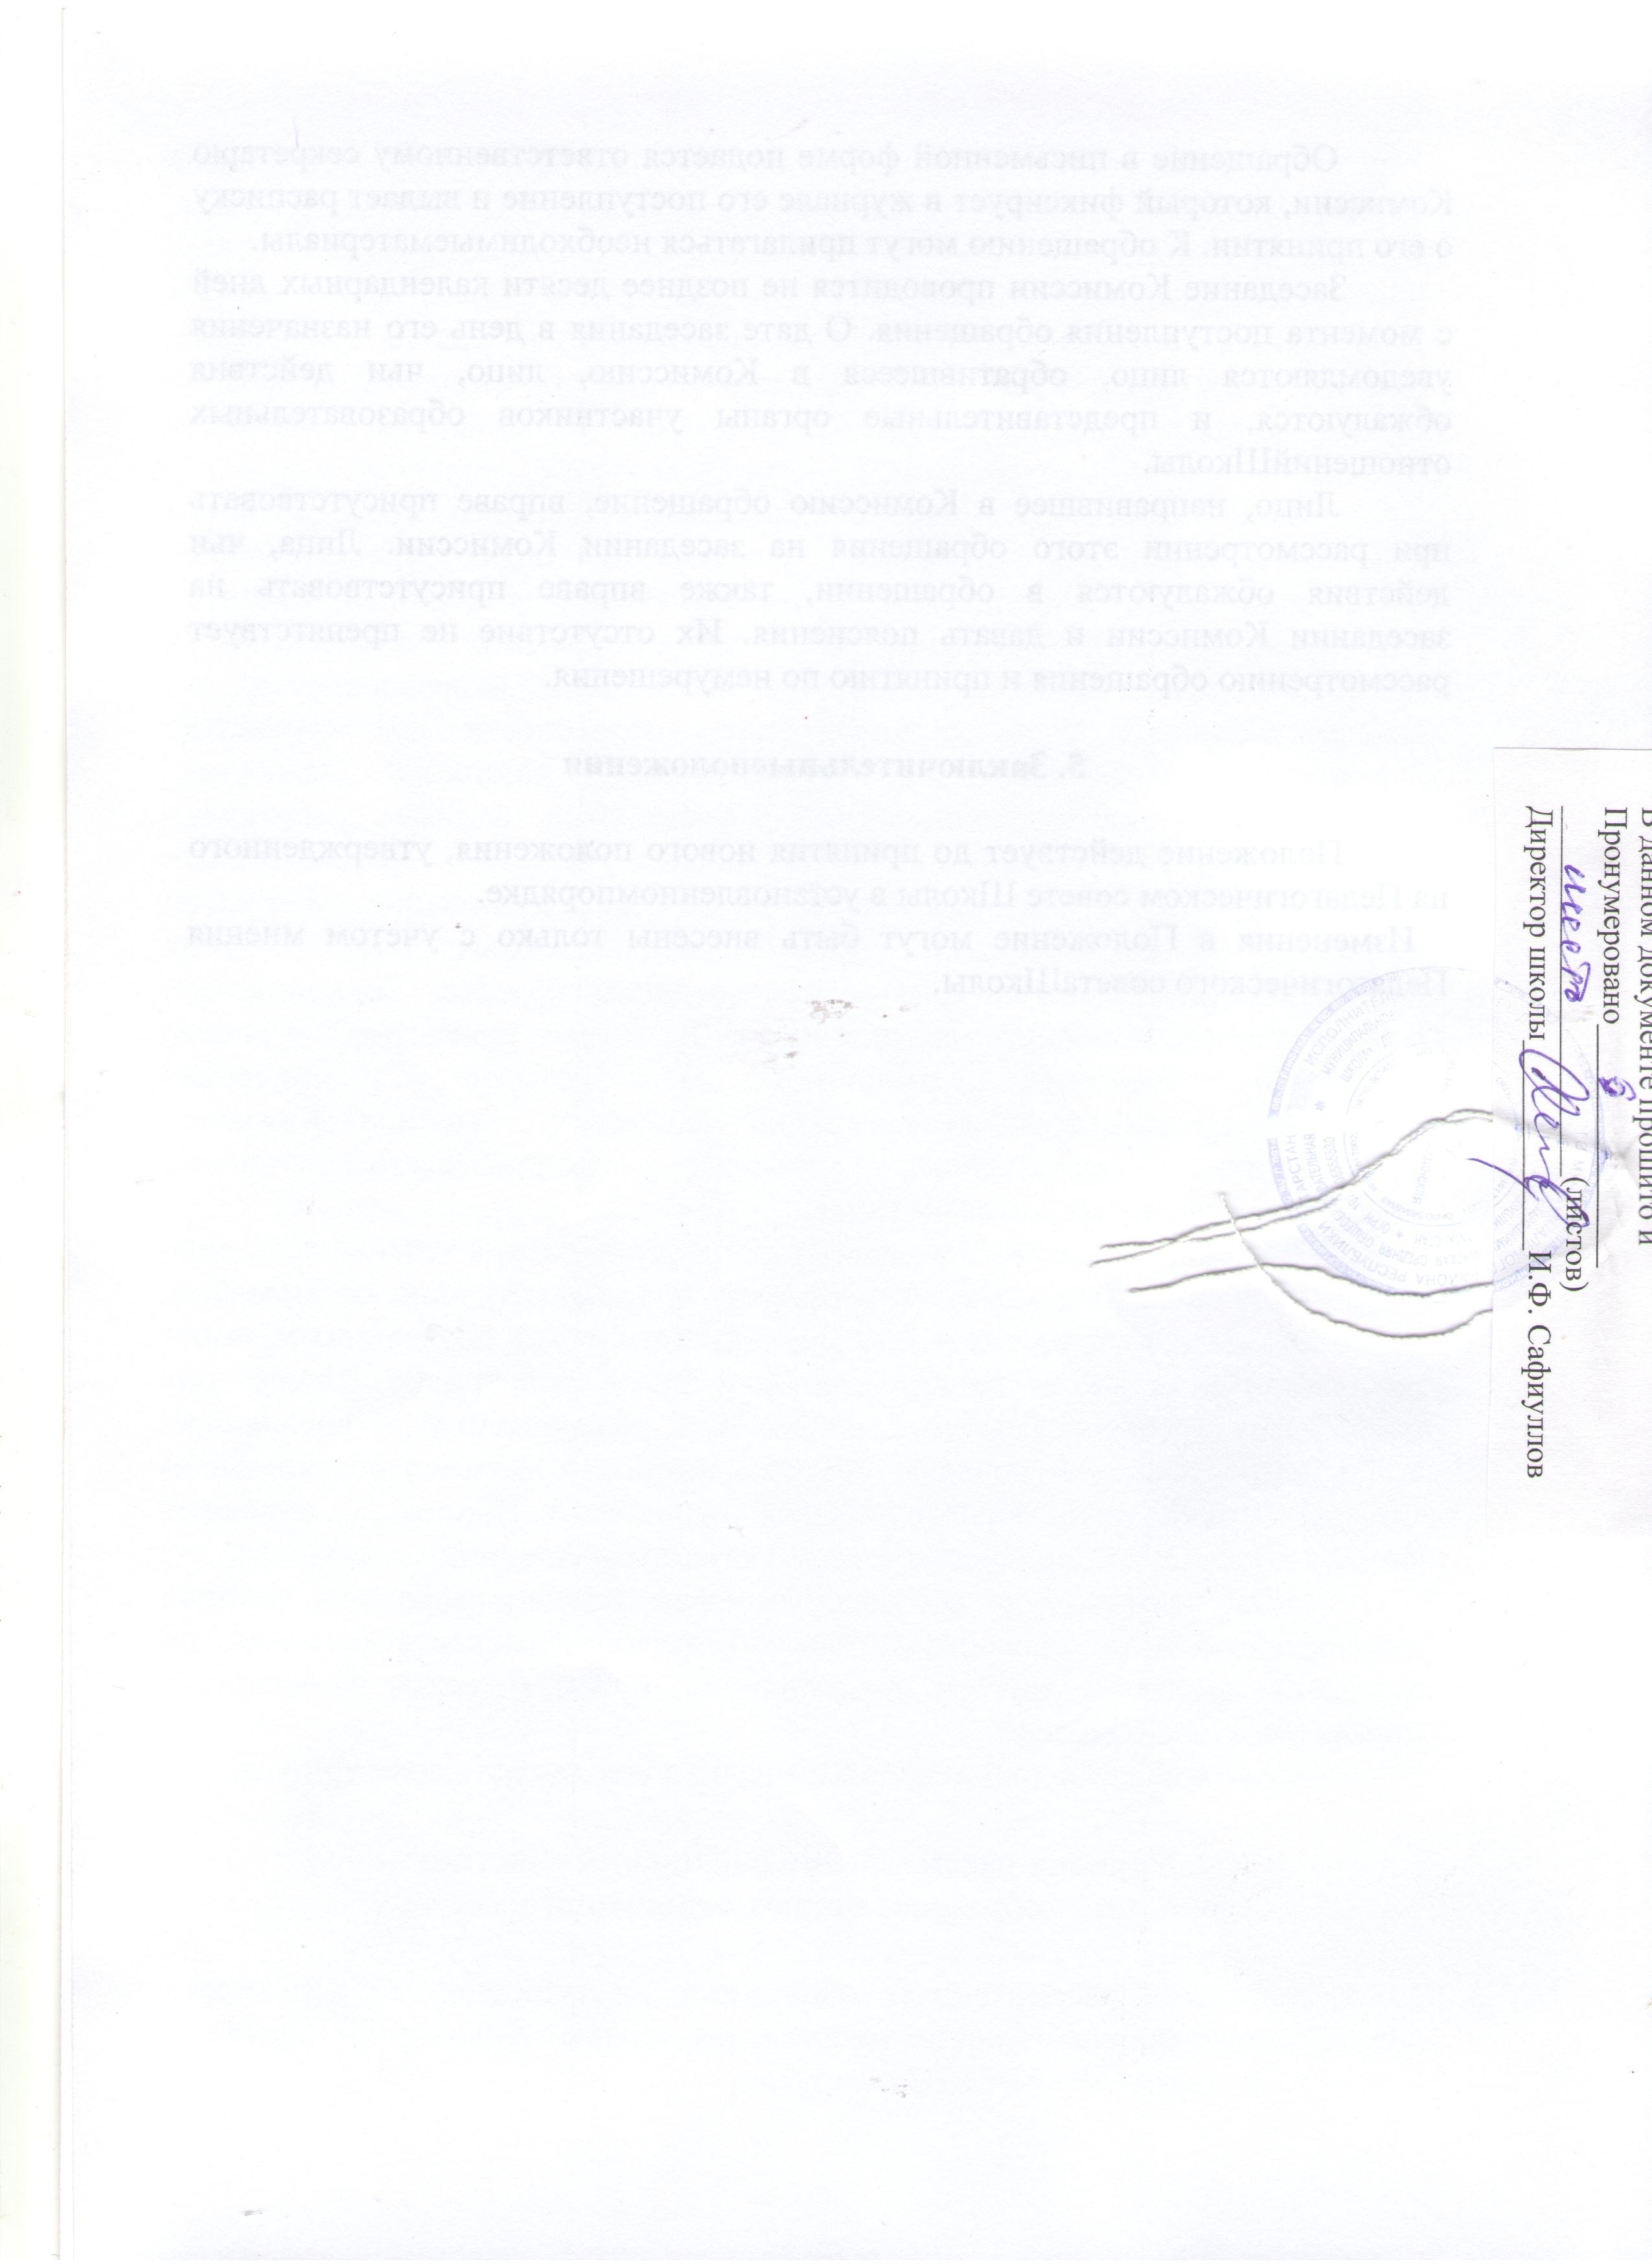 Обращение в письменной форме подается ответственному секретарю
Комиссии, который фиксирует в журнале его поступление и выдает расписку
о его принятии. К обращению могут прилагаться необходимыематериалы.
Заседание Комиссии проводится не позднее десяти календарных дней
с момента поступления обращения. О дате заседания в день его назначения
уведомляются лицо, обратившееся в Комиссию, лицо, чьи действия
обжалуются, и представительные органы участников образовательных
отношенийШколы.
Лицо, направившее в Комиссию обращение, вправе присутствовать
при рассмотрении этого обращения на заседании Комиссии. Лица, чьи
действия обжалуются в обращении, также вправе присутствовать на
заседании Комиссии и давать пояснения. Их отсутствие не препятствует
рассмотрению обращения и принятию по немурешения.
5. Заключительныеположения
Положение действует до принятия нового положения, утвержденного
на Педагогическом совете Школы в установленномпорядке.
Изменения в Положение могут быть внесены только с учетом мнения
Педагогического советаШколы.
В данном документе прошито и
Пронумеровано 6
шесть (листов)
Директор школы И.Ф. Сафиуллов